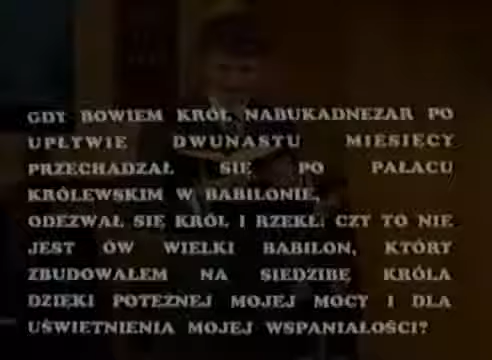 GDY BOWIEM KRÓL NABUKADNEZAR PO
UPŁYWIE DWUNASTU MIESIĘCY
PRZECHADZAŁ SIĘ PO PAŁACU
KRÓLEWSKIM W BABILONIE,
ODEZWAŁ SIĘ KRÓL I RZEKŁ: CZY TO NIE
JEST ÓW WIELKI BABILON, KTÓRY
ZBUDOWAŁEM NA SIEDZIBĘ KRÓLA
DZIĘKI POTĘŻNEJ MOJEJ MOCY I DLA
UŚWIETNIENIA MOJEJ WSPANIAŁOŚCI?